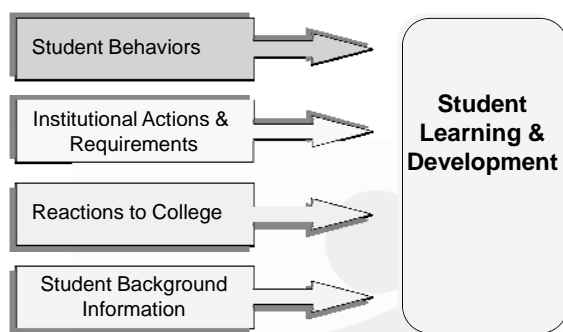 Student Behaviors
Institutional Actions &
Requirements
Reactions to College
Student Background
Information
Student
Learning &
Development